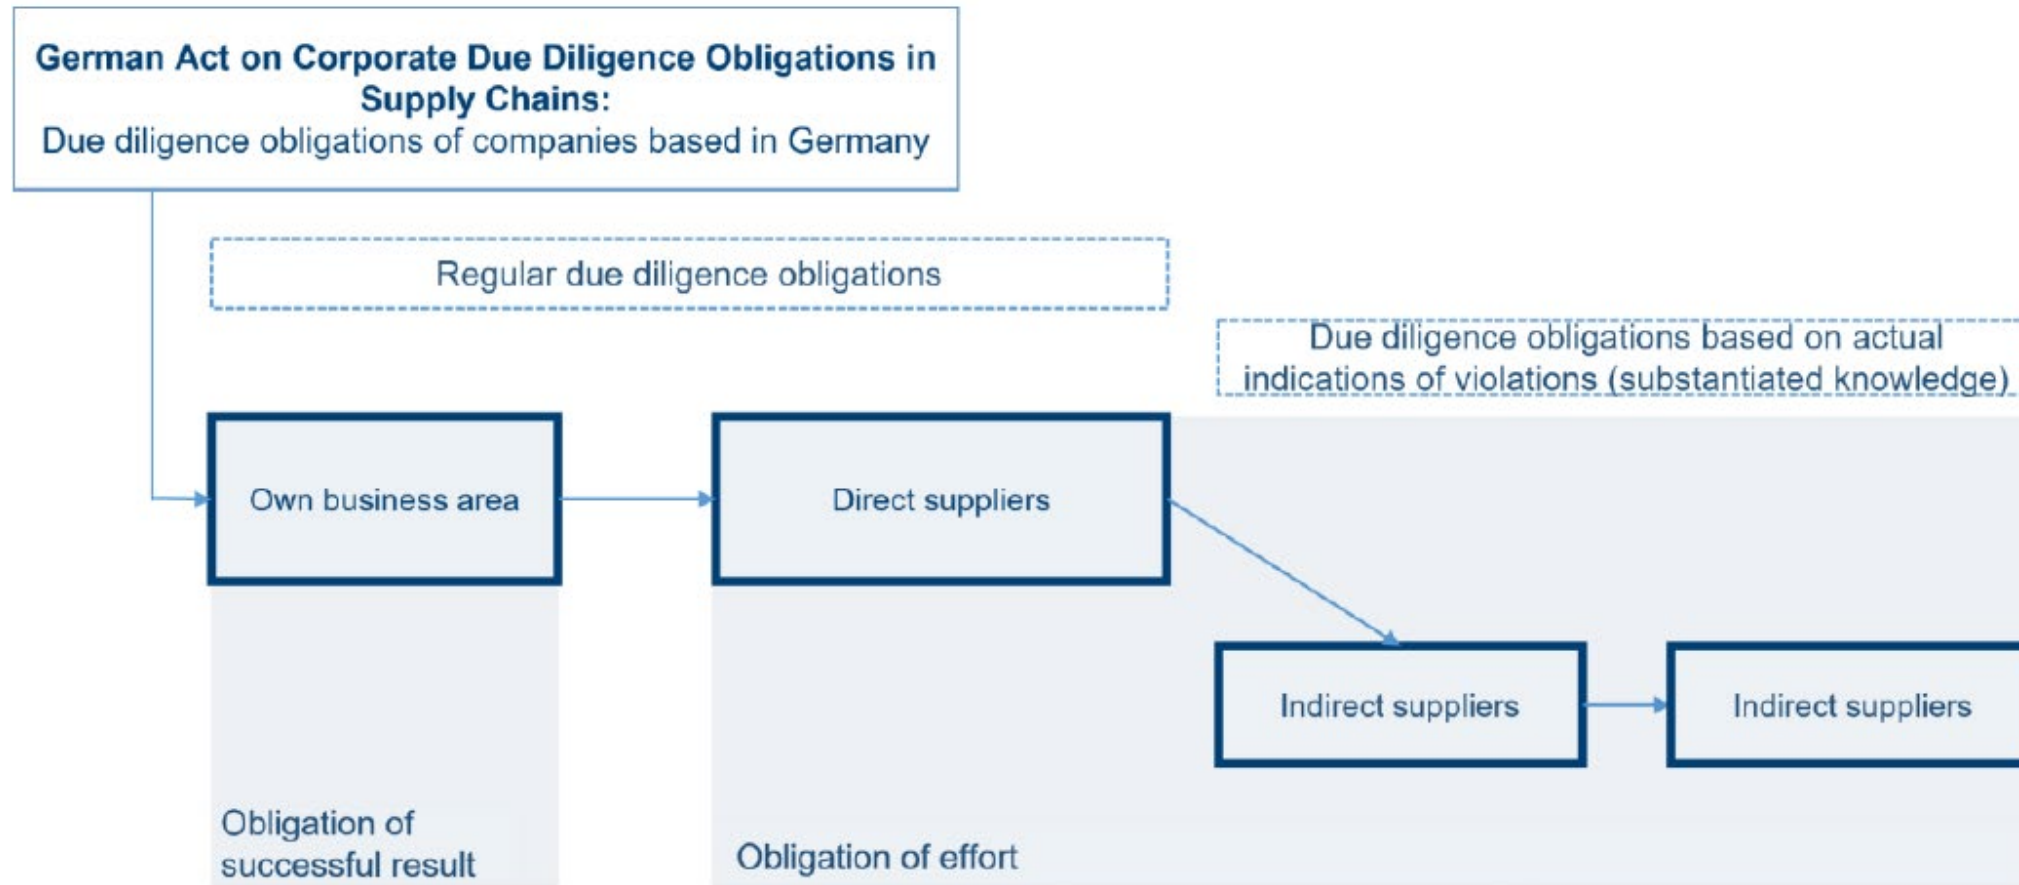 German Act on Corporate Due Diligence Obligations in
Supply Chains:
Due diligence obligations of companies based in Germany
Regular due diligence obligations
Due diligence obligations based on actual
indications of violations (substantiated knowledge)
Own business area
Direct suppliers
Indirect suppliers
Indirect suppliers
Obligation of
successful result
Obligation of effort